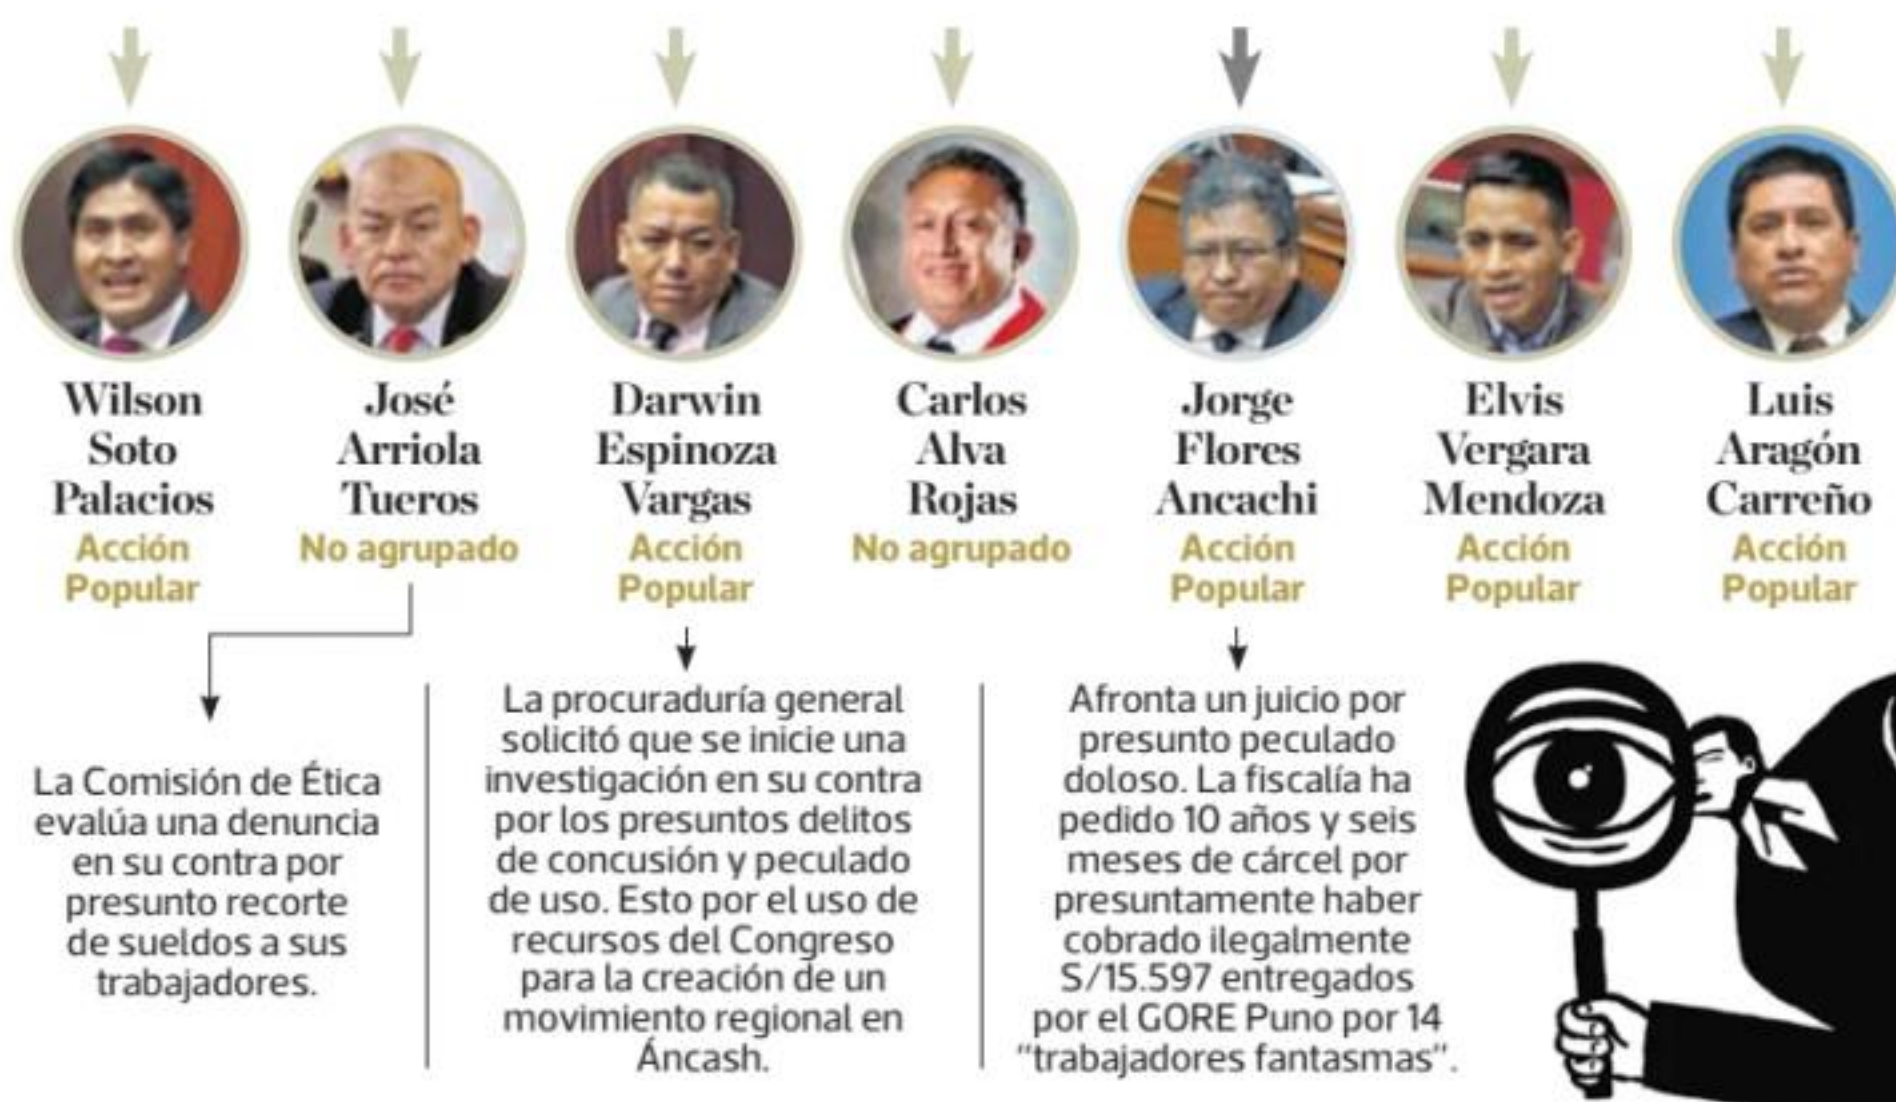 Wilson
Soto
Palacios
Acción
Popular
José
Arriola
Tueros
No agrupado
Darwin
Espinoza
Vargas
Acción
Popular
Carlos
Alva
Rojas
No agrupado
Jorge
Flores
Ancachi
Acción
Popular
Elvis
Vergara
Mendoza
Acción
Popular
Luis
Aragón
Carreño
Acción
Popular
La Comisión de Ética
evalúa una denuncia
en su contra por
presunto recorte
de sueldos a sus
trabajadores.
La procuraduría general
solicitó que se inicie una
investigación en su contra
por los presuntos delitos
de concusión y peculado
de uso. Esto por el uso de
recursos del Congreso
para la creación de un
movimiento regional en
Áncash.
Afronta un juicio por
presunto peculado
doloso. La fiscalía ha
pedido 10 años y seis
meses de cárcel por
presuntamente haber
cobrado ilegalmente
S/15.597 entregados
por el GORE Puno por 14
“trabajadores fantasmas”.